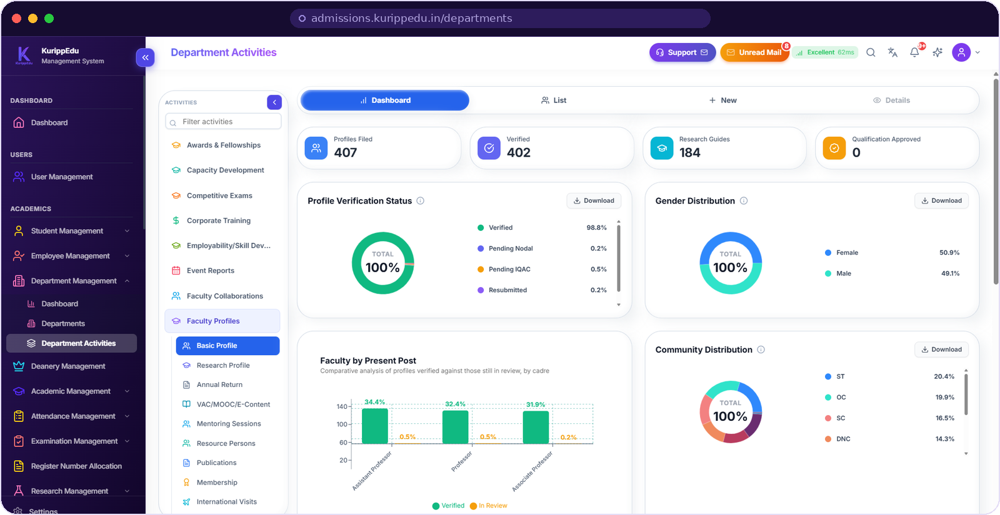 admissions.kurippedu.in/departments
KurippEdu
Management System
KurippEdu
DASHBOARD
Dashboard
USERS
User Management
ACADEMICS
Student Management
Employee Management
Department Management
Dashboard
Departments
Department Activities
Deanery Management
Academic Management
Attendance Management
Examination Management
Register Number Allocation
Research Management
Settings
Department Activities
Support
Unread Mail
8
Excellent 62ms
9+
ACTIVITIES
Filter activities
Awards & Fellowships
Capacity Development
Competitive Exams
Corporate Training
Employability/Skill Dev...
Event Reports
Faculty Collaborations
Faculty Profiles
Basic Profile
Research Profile
Annual Return
VAC/MOOC/E-Content
Mentoring Sessions
Resource Persons
Publications
Membership
International Visits
Dashboard
List
New
Details
Profiles Filed
407
Verified
402
Research Guides
184
Qualification Approved
0
Profile Verification Status
Download
TOTAL
100%
Verified 98.8%
Pending Nodal 0.2%
Pending IQAC 0.5%
Resubmitted 0.2%
Gender Distribution
Download
TOTAL
100%
Female 50.9%
Male 49.1%
Faculty by Present Post
Comparative analysis of profiles verified against those still in review, by cadre
140
100
60
20
34.4%
0.5%
32.4%
0.5%
31.9%
0.2%
Assistant Professor
Professor
Associate Professor
Verified
In Review
Community Distribution
Download
TOTAL
100%
ST 20.4%
OC 19.9%
SC 16.5%
DNC 14.3%